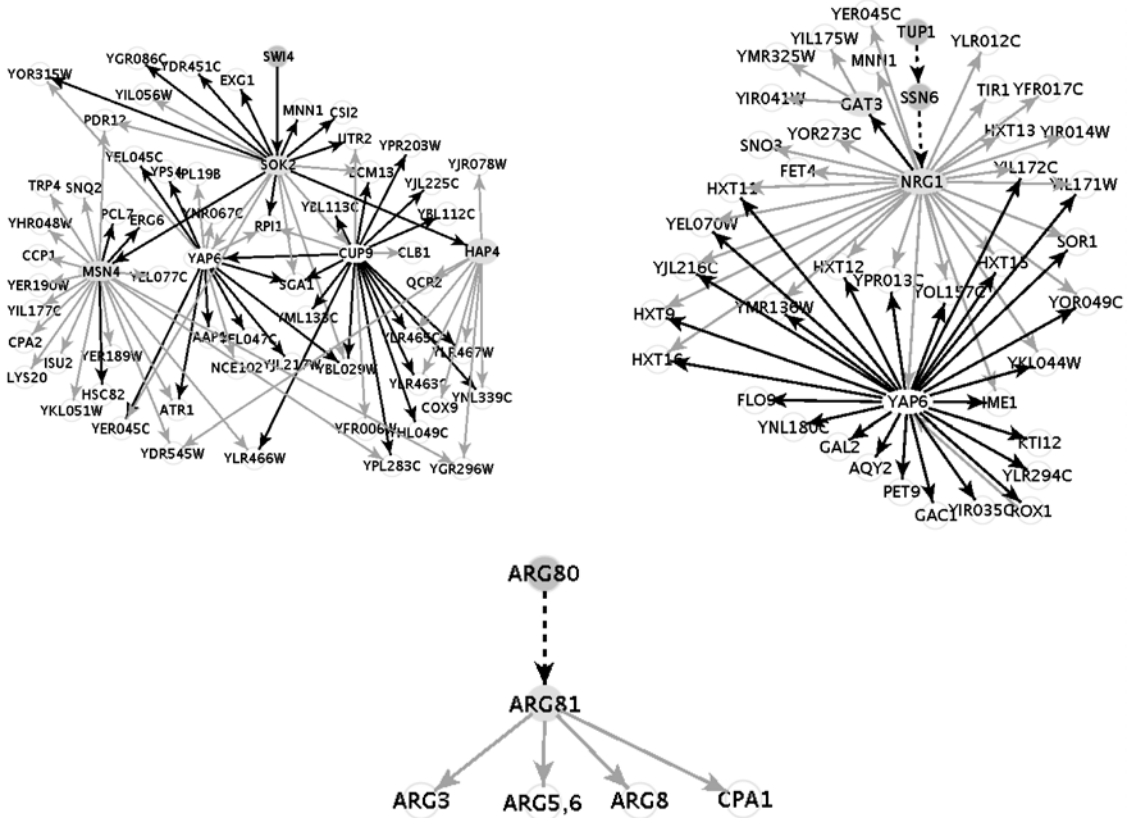 SWI4
YGR086C
YDR451C
YOR315W
EXG1
YIL056W
MNN1
CSI2
PDR12
UTR2
YPR203W
YEL045C
SOK2
YJR078W
YPS4
ECM13
TRP4
SNQ2
YJL225C
YNR067C
YBL113C
YBL112C
PCL7
ERG6
RPI1
YHR048W
CCP1
MSN4
YAP6
CUP9
CLB1
HAP4
YEL077C
YER190W
SGA1
QCR2
YIL177C
YML133C
CPA2
AAP1
YLR465C
YLR467W
ISU2
YER189W
NCE102
YJL217W
YBL029W
LYS20
HSC82
YNL339C
YKL051W
ATR1
COX9
YER045C
YFR006W
YHL049C
YDR545W
YLR466W
YPL283C
YGR296W
YER045C
TUP1
YIL175W
YLR012C
YMR325W
MNN1
YIR041W
GAT3
SSN6
TIR1
YFR017C
YOR273C
HXT13
YIR014W
SNO3
FET4
NRG1
YIL172C
HXT11
YIL171W
YEL070W
SOR1
YJL216C
HXT12
YPR013C
HXT15
YMR136W
YOL157C
YOR049C
HXT9
HXT16
YKL044W
FLO9
YAP6
IME1
YNL180C
GAL2
KTI12
AQY2
YLR294C
PET9
GAC1
YIR035C
ROX1
ARG80
ARG81
ARG3 ARG5,6 ARG8 CPA1